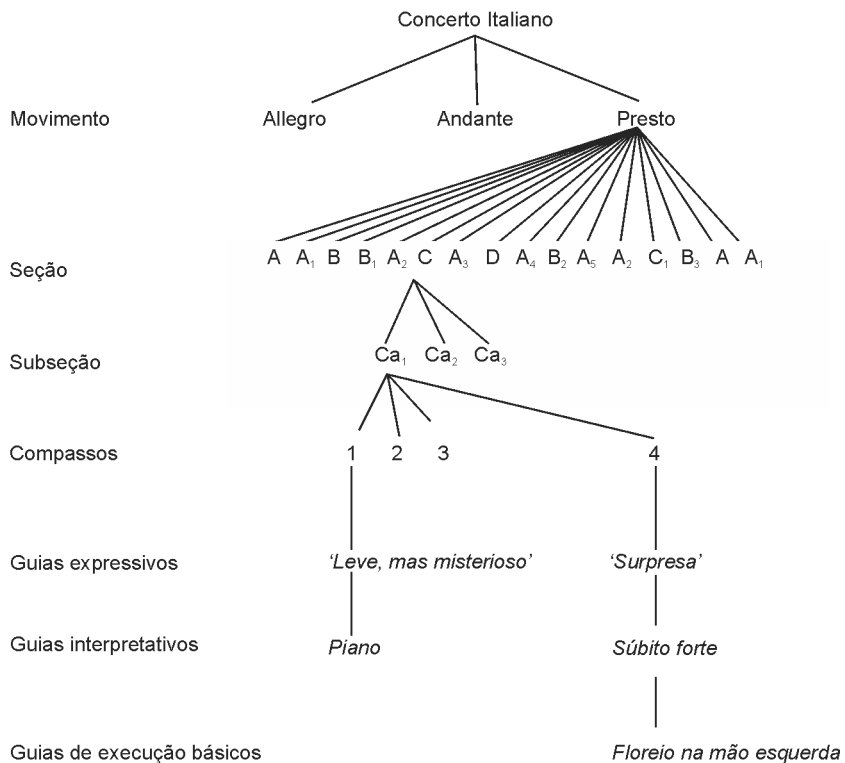 Concerto Italiano
Movimento Allegro Andante Presto
Seção A A₁ B B₁ A₂ C A₃ D A₄ B₂ A₅ A₂ C₁ B₃ A A₁
Subseção Ca₁ Ca₂ Ca₃
Compassos 1 2 3 4
Guias expressivos ‘Leve, mas misterioso’ ‘Surpresa’
Guias interpretativos Piano Súbito forte
Guias de execução básicos Floreio na mão esquerda